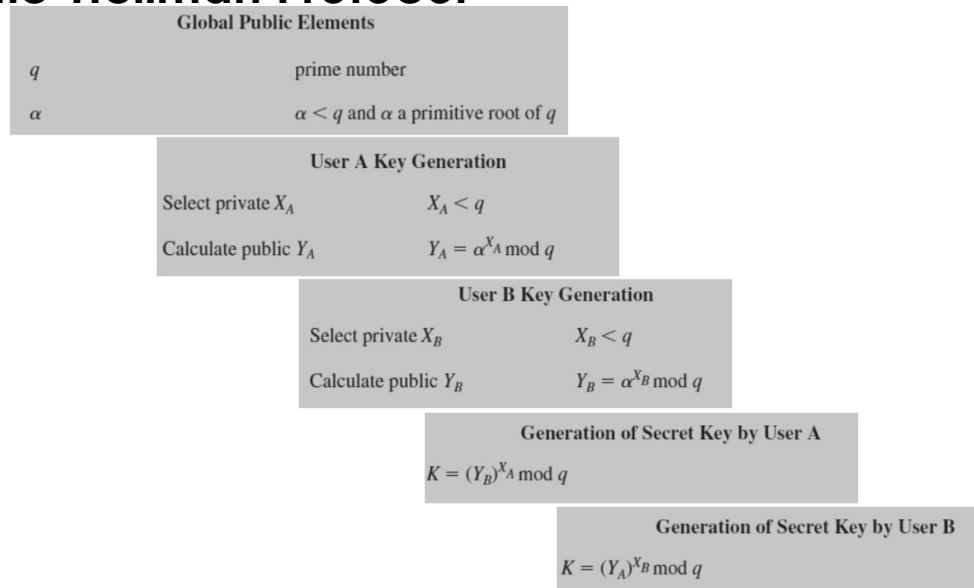 Global Public Elements
q prime number
α α < q and α a primitive root of q
User A Key Generation
Select private X_A X_A < q
Calculate public Y_A Y_A = α^{X_A} mod q
User B Key Generation
Select private X_B X_B < q
Calculate public Y_B Y_B = α^{X_B} mod q
Generation of Secret Key by User A
K = (Y_B)^{X_A} mod q
Generation of Secret Key by User B
K = (Y_A)^{X_B} mod q